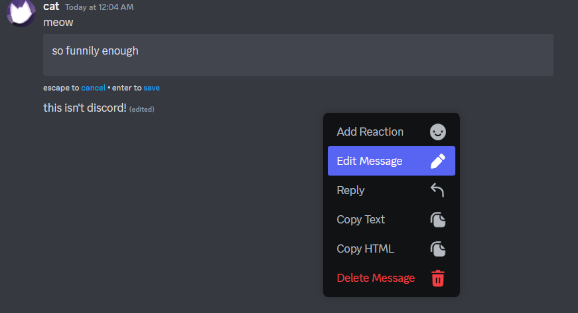 cat Today at 12:04 AM
meow
so funnily enough
escape to cancel • enter to save
this isn't discord! (edited)
Add Reaction
Edit Message
Reply
Copy Text
Copy HTML
Delete Message